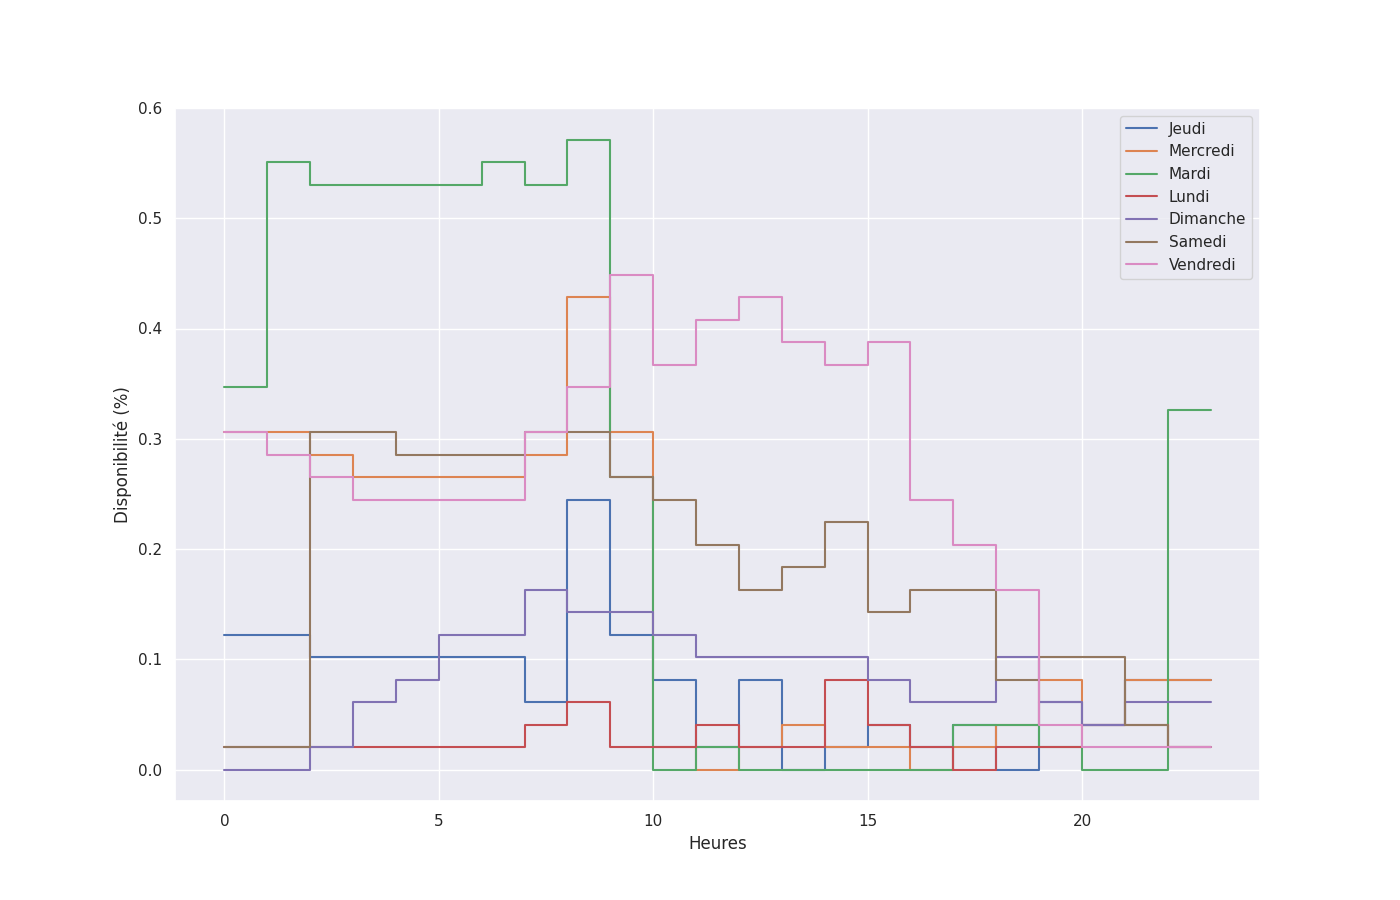 0.6
0.5
0.4
0.3
0.2
0.1
0.0
Disponibilité (%)
0 5 10 15 20
Heures
Jeudi
Mercredi
Mardi
Lundi
Dimanche
Samedi
Vendredi